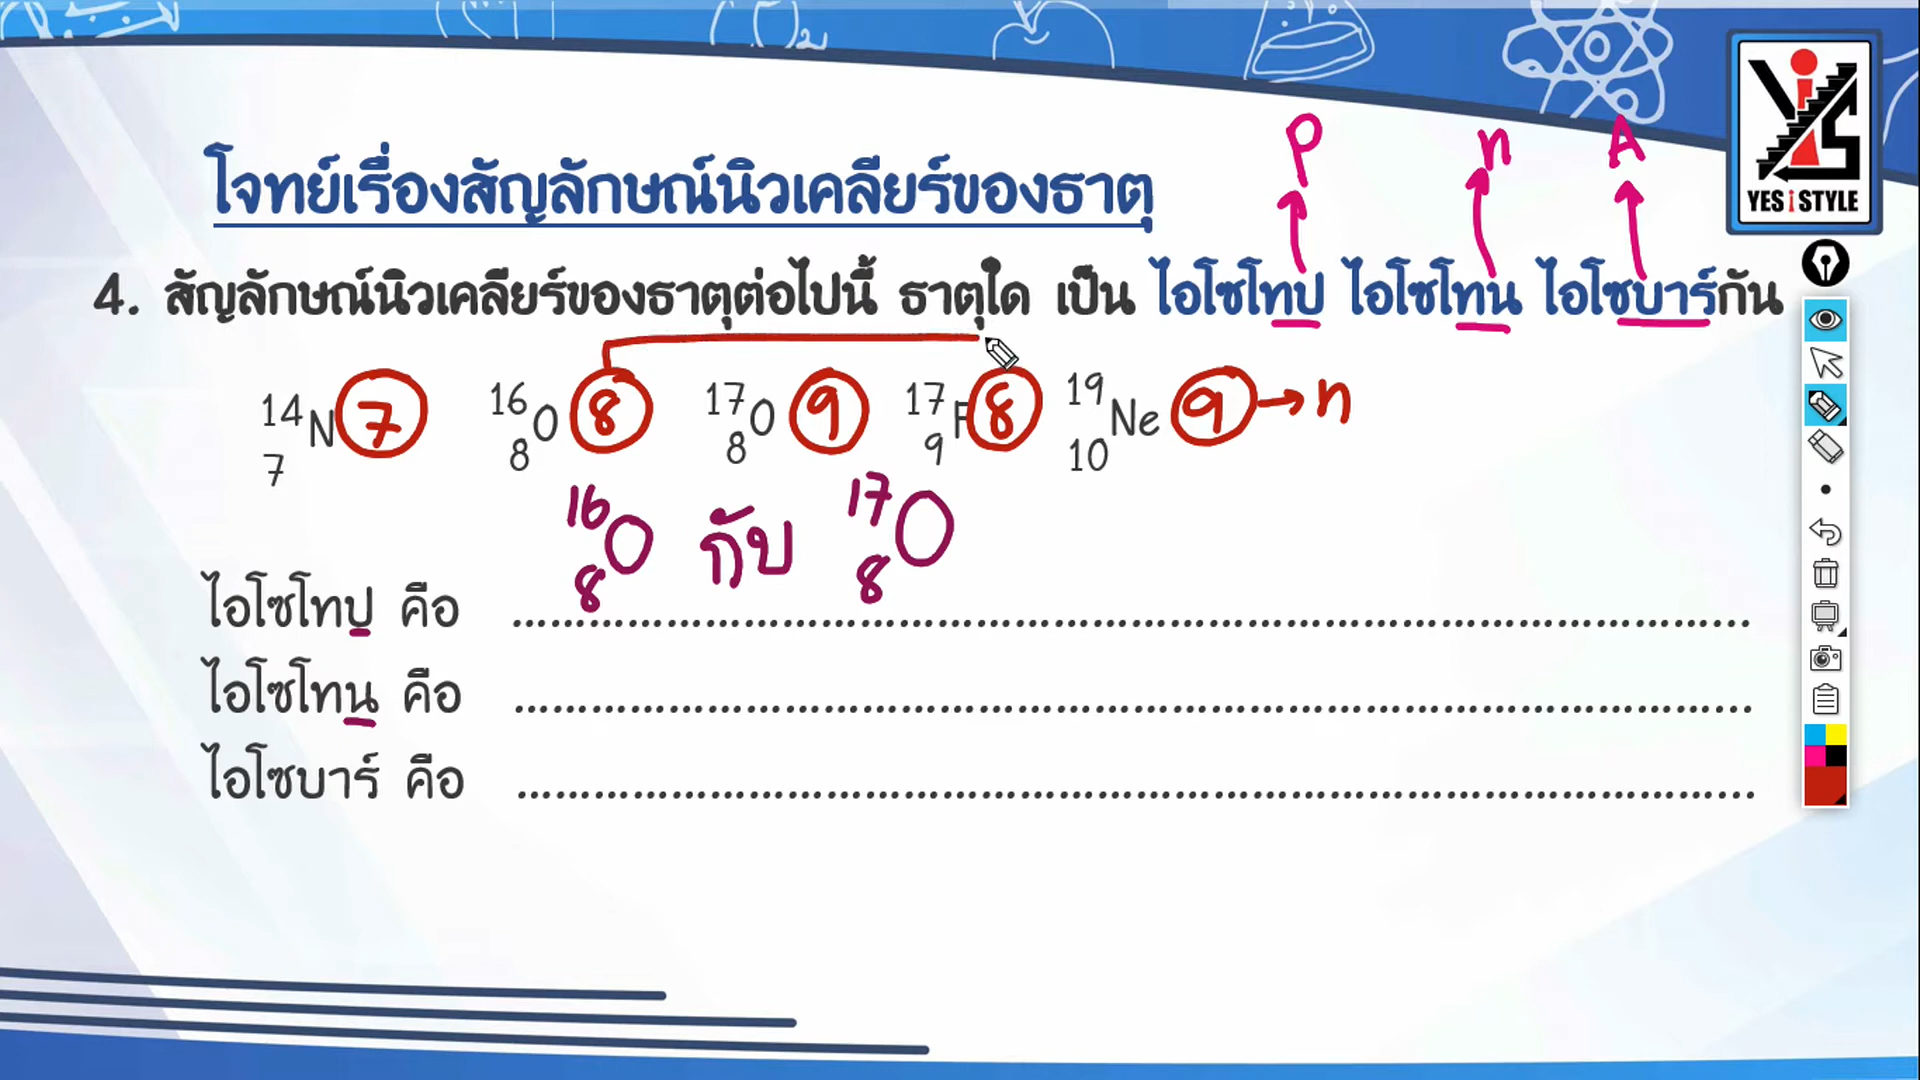 P n A
YES i STYLE
โจทย์เรื่องสัญลักษณ์นิวเคลียร์ของธาตุ
4. สัญลักษณ์นิวเคลียร์ของธาตุต่อไปนี้ ธาตุใด เป็น ไอโซโทป ไอโซโทน ไอโซบาร์กัน
14 7 N 7 16 8 O 8 17 8 O 9 17 9 F 8 19 10 Ne 9 → n
16 8 O กับ 17 8 O
ไอโซโทป คือ ........................................
ไอโซโทน คือ ........................................
ไอโซบาร์ คือ ........................................